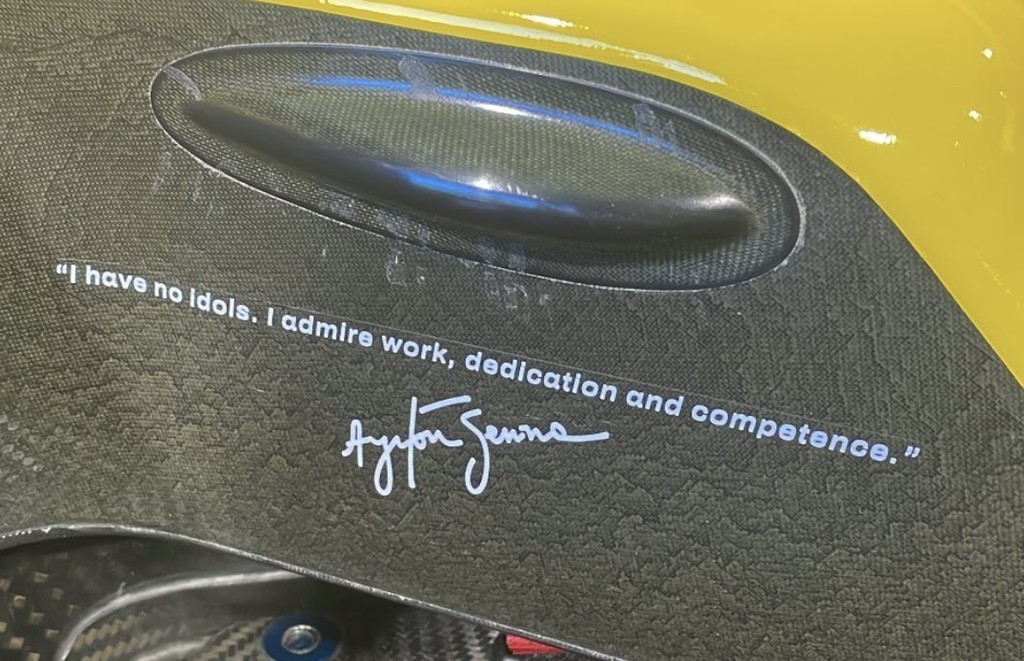 “I have no idols. I admire work, dedication and competence.”
Ayrton Senna